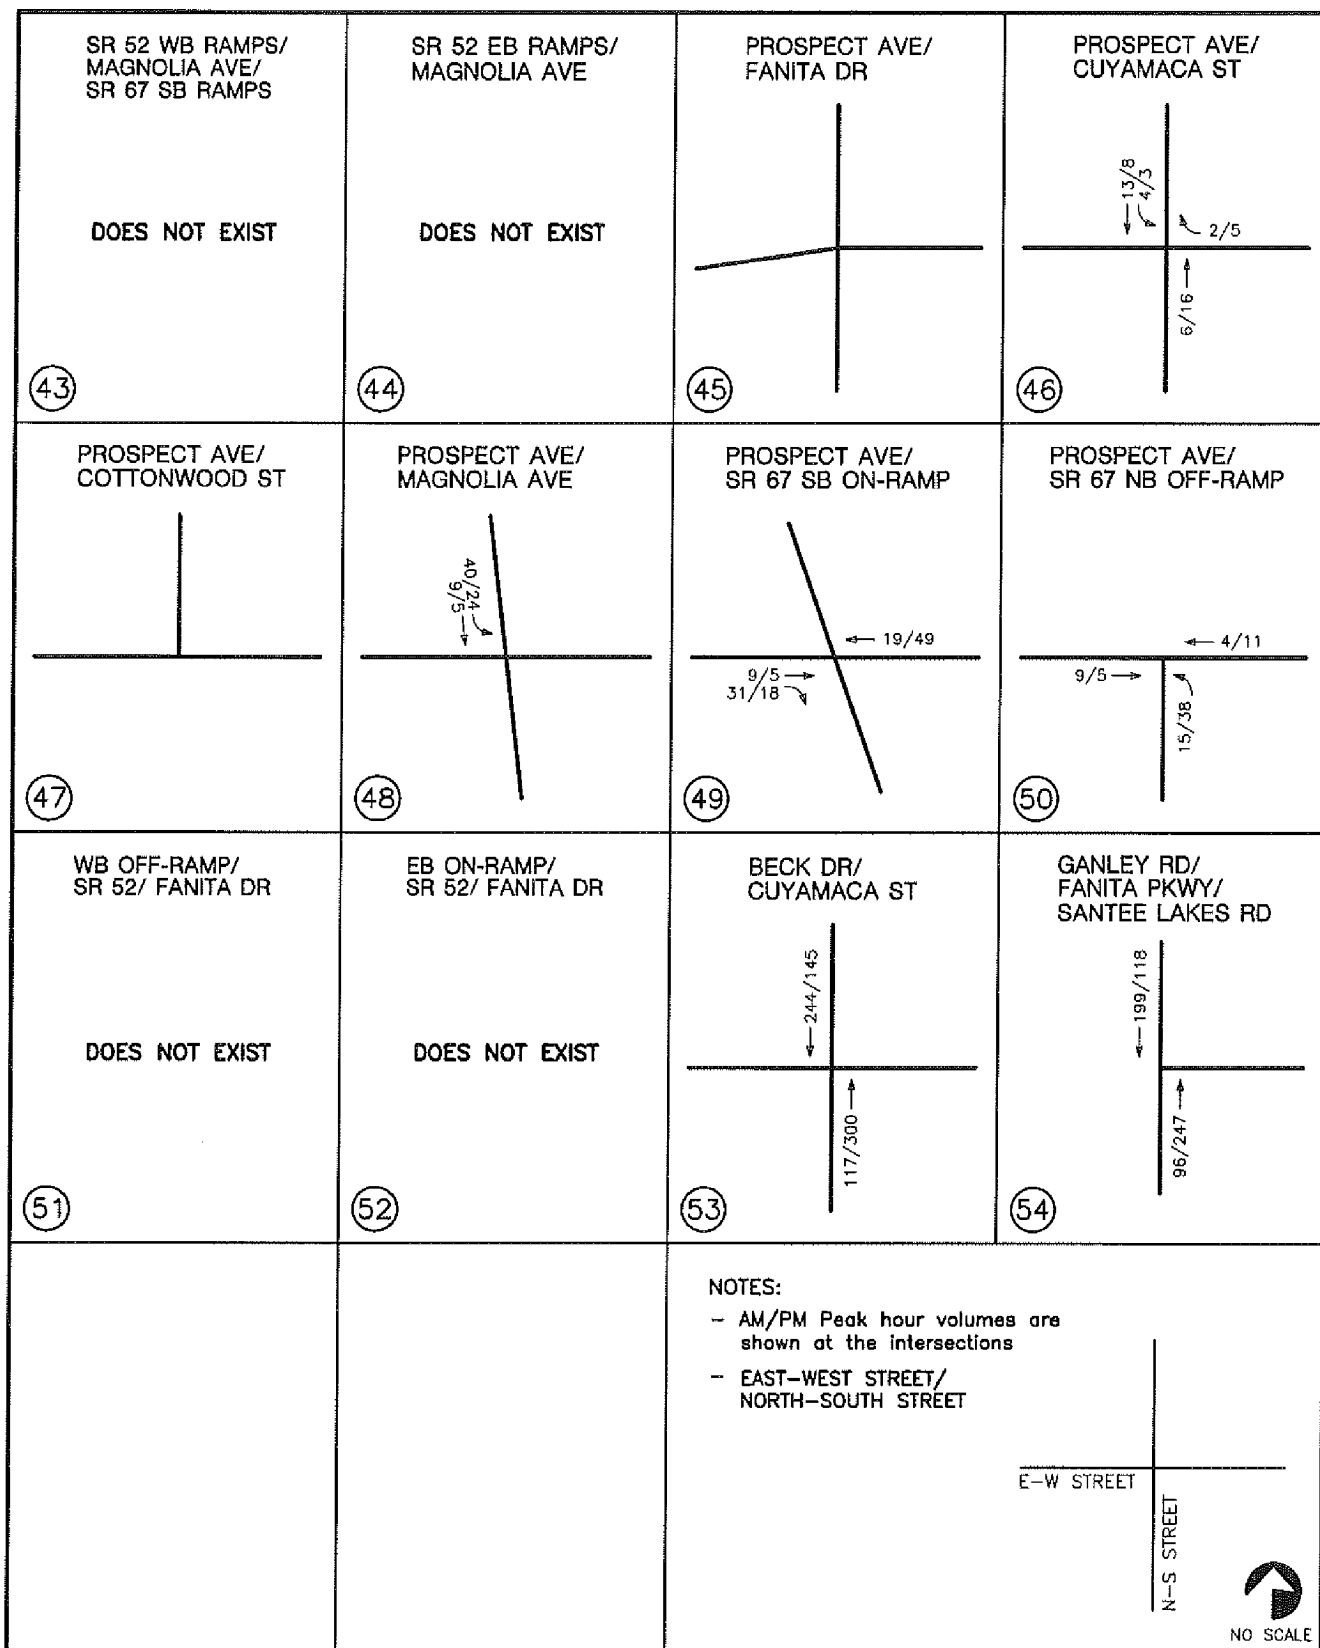 SR 52 WB RAMPS/
MAGNOLIA AVE/
SR 67 SB RAMPS
DOES NOT EXIST
43
SR 52 EB RAMPS/
MAGNOLIA AVE
DOES NOT EXIST
44
PROSPECT AVE/
FANITA DR
45
PROSPECT AVE/
CUYAMACA ST
13/8
4/3
2/5
6/16
46
PROSPECT AVE/
COTTONWOOD ST
47
PROSPECT AVE/
MAGNOLIA AVE
40/24
9/5
48
PROSPECT AVE/
SR 67 SB ON-RAMP
19/49
9/5
31/18
49
PROSPECT AVE/
SR 67 NB OFF-RAMP
4/11
9/5
15/38
50
WB OFF-RAMP/
SR 52/ FANITA DR
DOES NOT EXIST
51
EB ON-RAMP/
SR 52/ FANITA DR
DOES NOT EXIST
52
BECK DR/
CUYAMACA ST
244/145
117/300
53
GANLEY RD/
FANITA PKWY/
SANTEE LAKES RD
199/118
96/247
54
NOTES:
- AM/PM Peak hour volumes are
shown at the intersections
- EAST-WEST STREET/
NORTH-SOUTH STREET
E-W STREET
N-S STREET
NO SCALE